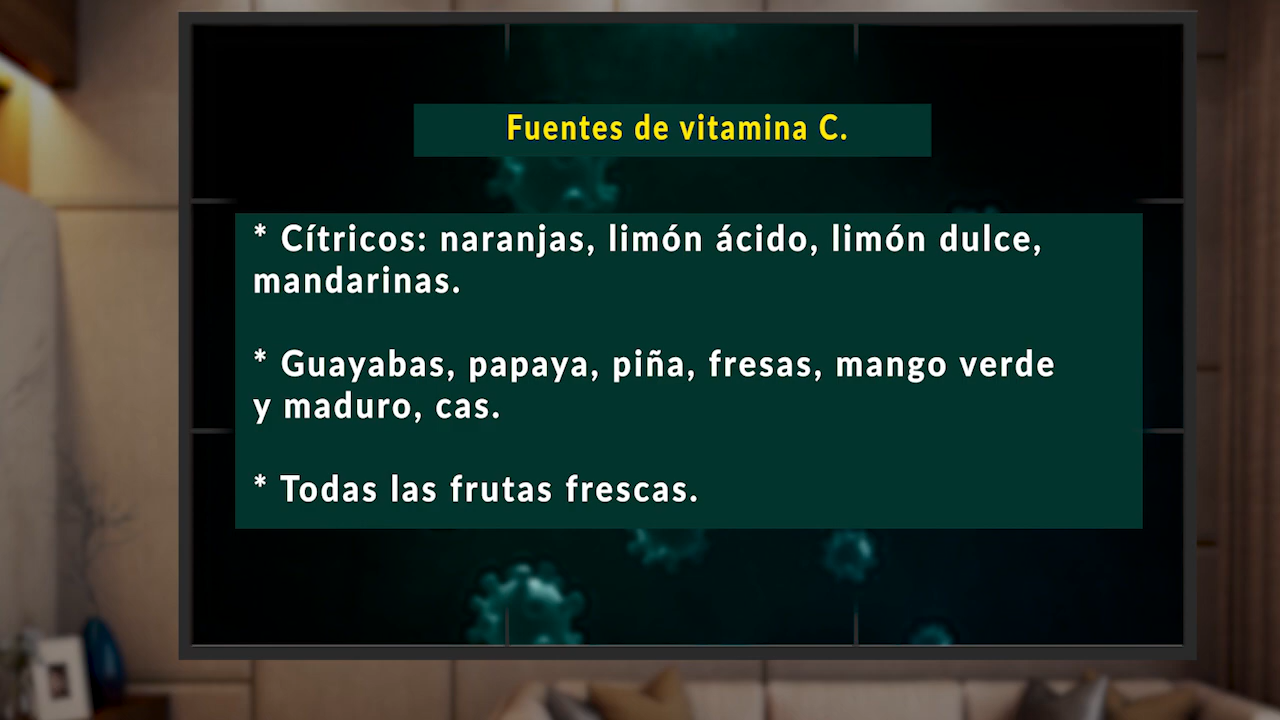 Fuentes de vitamina C.
* Cítricos: naranjas, limón ácido, limón dulce,
mandarinas.
* Guayabas, papaya, piña, fresas, mango verde
y maduro, cas.
* Todas las frutas frescas.